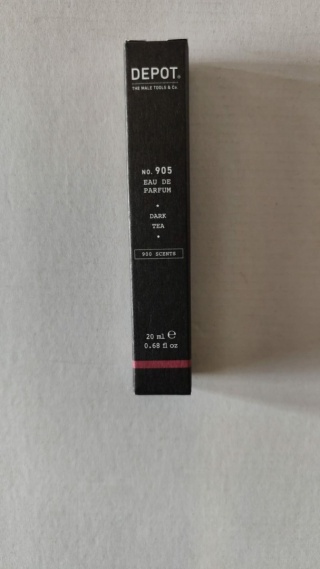 DEPOT®
THE MALE TOOLS & Co.
NO. 905
EAU DE
PARFUM
DARK
TEA
900 SCENTS
20 ml ℮
0.68 fl oz